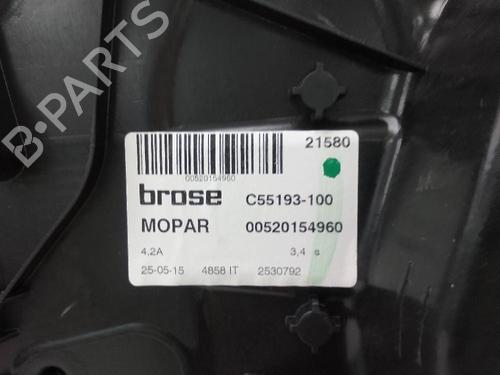 B-PARTS
21580
00520154960
brose C55193-100
MOPAR 00520154960
4.2A 3,4 s
25-05-15 4858 IT 2530792